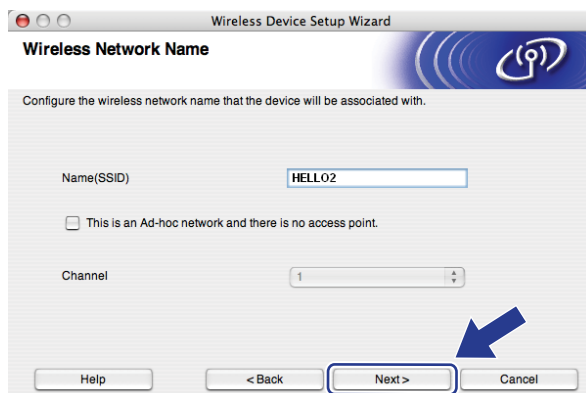 Wireless Device Setup Wizard
Wireless Network Name
Configure the wireless network name that the device will be associated with.
Name(SSID) HELLO2
This is an Ad-hoc network and there is no access point.
Channel 1
Help <Back Next> Cancel